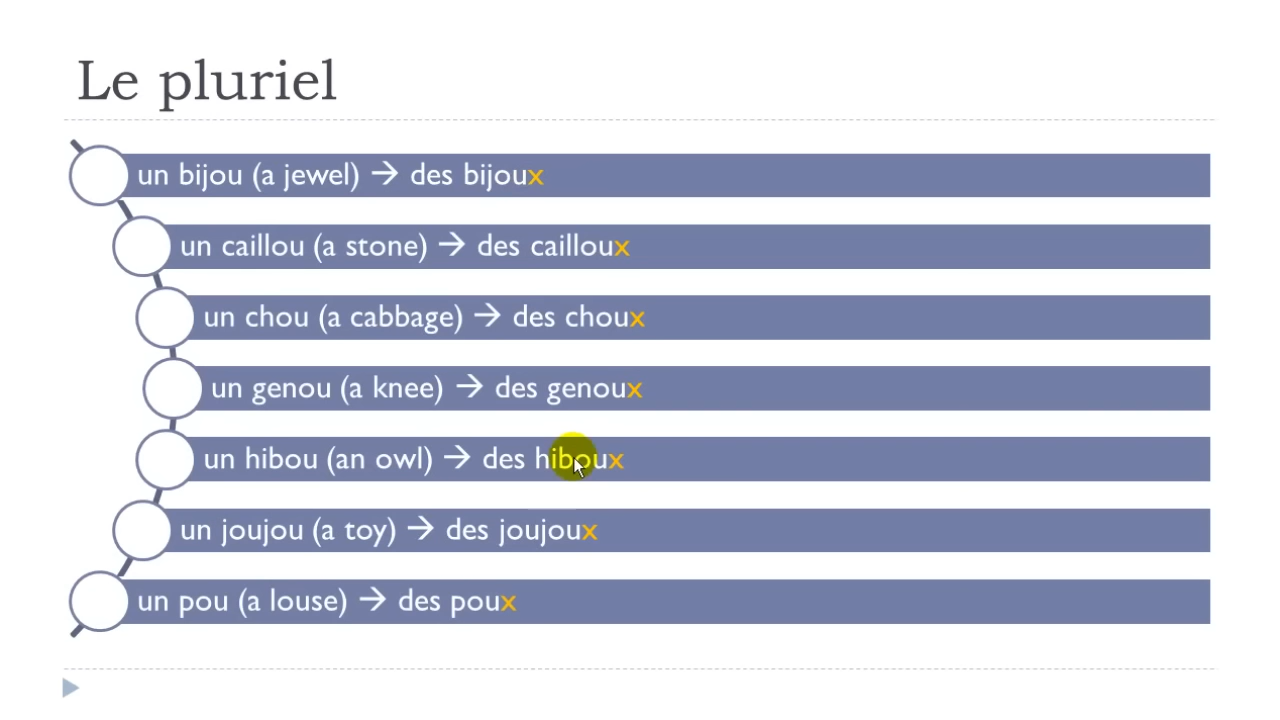 Le pluriel
un bijou (a jewel) → des bijoux
un caillou (a stone) → des cailloux
un chou (a cabbage) → des choux
un genou (a knee) → des genoux
un hibou (an owl) → des hiboux
un joujou (a toy) → des joujoux
un pou (a louse) → des poux